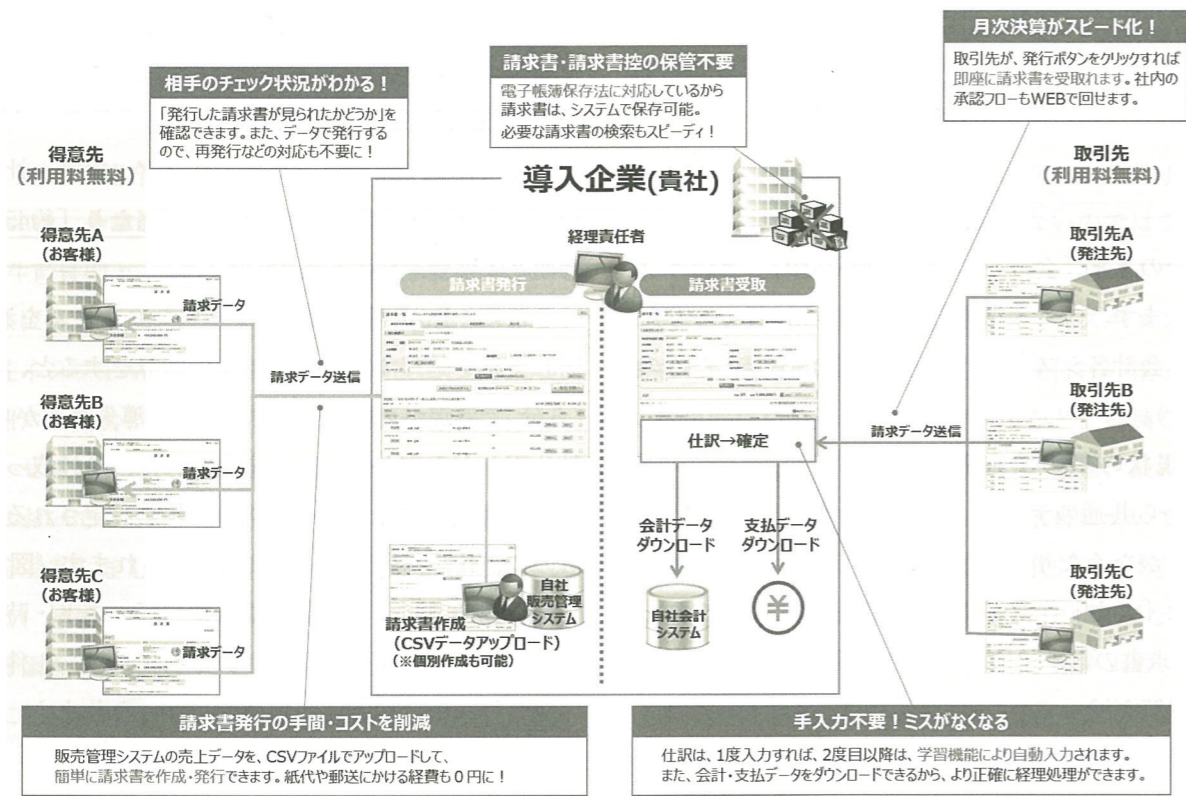 月次決算がスピード化！
取引先が、発行ボタンをクリックすれば
即座に請求書を受取れます。社内の
承認フローもWEBで回せます。
請求書・請求書控の保管不要
電子帳簿保存法に対応しているから
請求書は、システムで保存可能。
必要な請求書の検索もスピーディ！
相手のチェック状況がわかる！
「発行した請求書が見られたかどうか」を
確認できます。また、データで発行する
ので、再発行などの対応も不要に！
得意先
（利用料無料）
導入企業(貴社)
取引先
（利用料無料）
経理責任者
得意先A
（お客様）
請求データ
得意先B
（お客様）
請求データ
得意先C
（お客様）
請求データ
請求データ送信
請求書発行
請求書受取
仕訳→確定
会計データ
ダウンロード
支払データ
ダウンロード
自社会計
システム
¥
自社
販売管理
システム
請求書作成
（CSVデータアップロード）
（※個別作成も可能）
請求データ送信
取引先A
（発注先）
取引先B
（発注先）
取引先C
（発注先）
請求書発行の手間・コストを削減
販売管理システムの売上データを、CSVファイルでアップロードして、
簡単に請求書を作成・発行できます。紙代や郵送にかける経費も０円に！
手入力不要！ミスがなくなる
仕訳は、1度入力すれば、2度目以降は、学習機能により自動入力されます。
また、会計・支払データをダウンロードできるから、より正確に経理処理ができます。